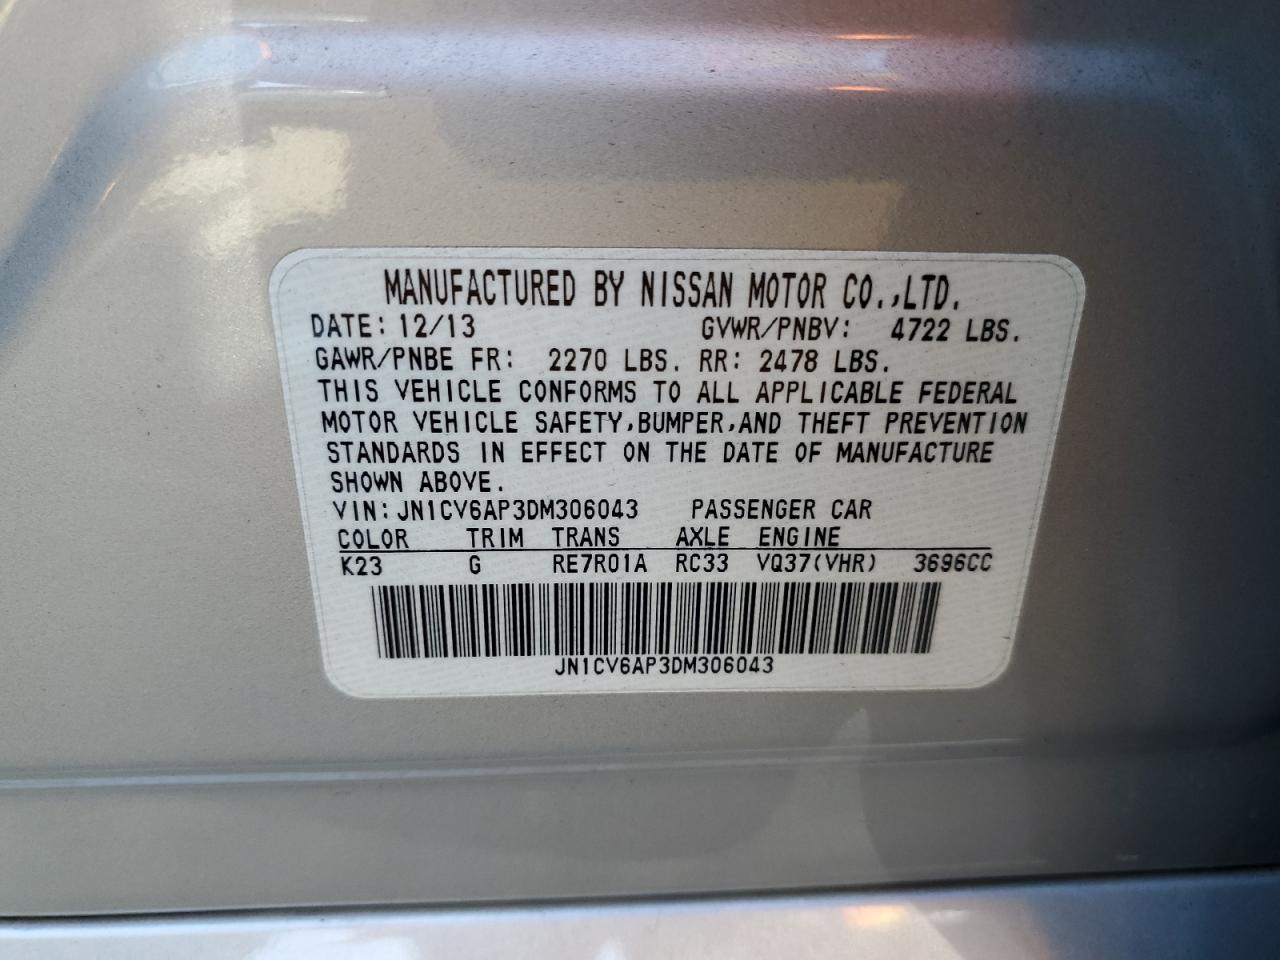 MANUFACTURED BY NISSAN MOTOR CO.,LTD.
DATE: 12/13 GVWR/PNBV: 4722 LBS.
GAWR/PNBE FR: 2270 LBS. RR: 2478 LBS.
THIS VEHICLE CONFORMS TO ALL APPLICABLE FEDERAL
MOTOR VEHICLE SAFETY,BUMPER,AND THEFT PREVENTION
STANDARDS IN EFFECT ON THE DATE OF MANUFACTURE
SHOWN ABOVE.
VIN: JN1CV6AP3DM306043 PASSENGER CAR
COLOR TRIM TRANS AXLE ENGINE
K23 G RE7R01A RC33 VQ37(VHR) 3696CC
JN1CV6AP3DM306043